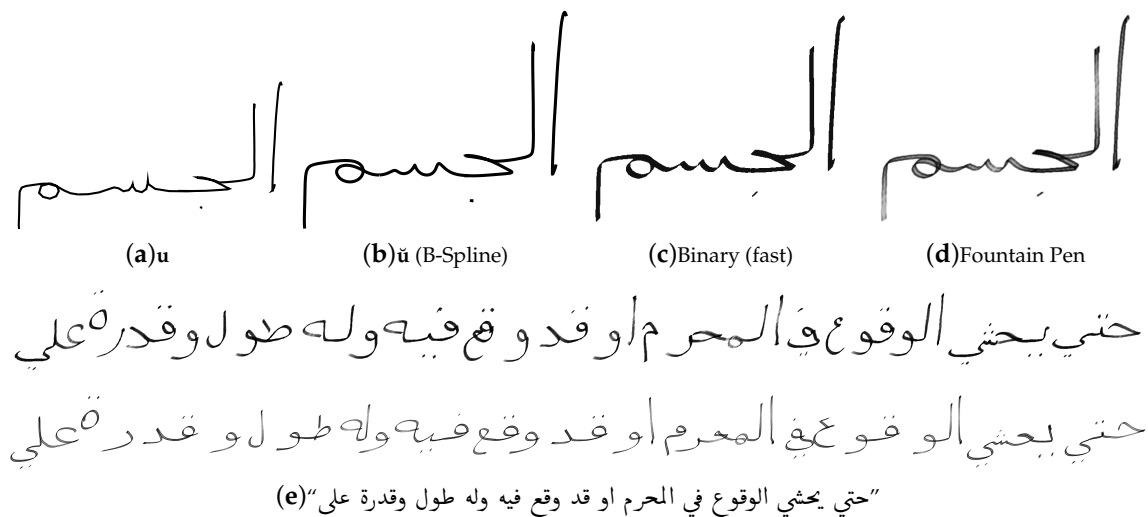 الجسم الجسم الجسم الجسم
(a)u (b)ŭ (B-Spline) (c)Binary (fast) (d)Fountain Pen
حتي يحشي الوقوع في المحرم او قد وقع فيه وله طول وقدرة علي
حتي يحشي الوقوع في المحرم او قد وقع فيه وله طول وقدرة علي
(e)“حتي يحشي الوقوع في المحرم او قد وقع فيه وله طول وقدرة على”